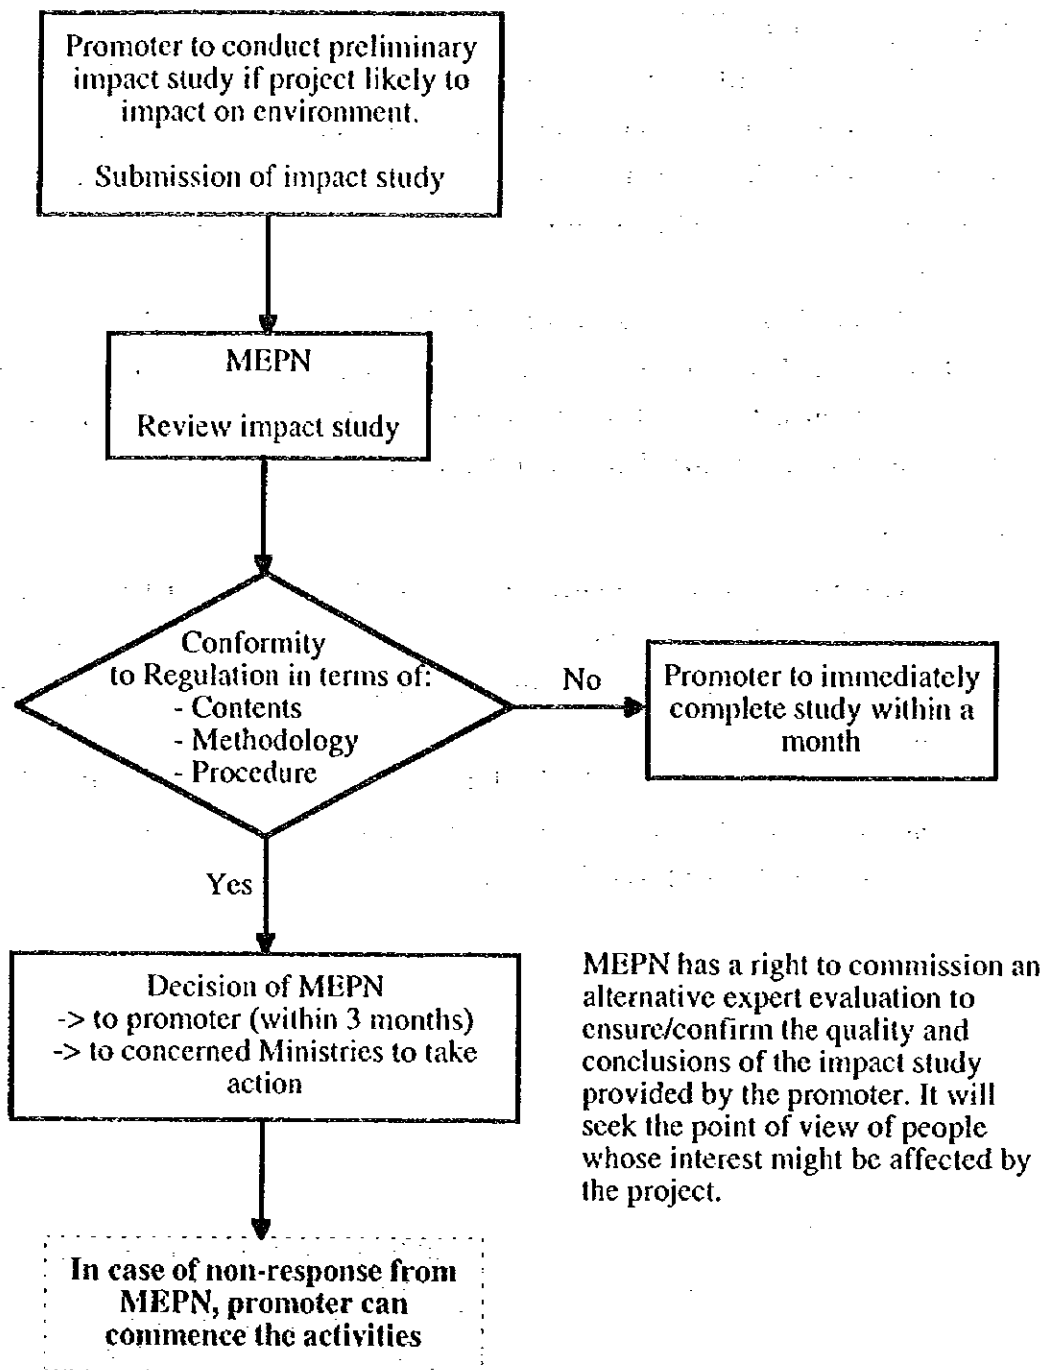 Promoter to conduct preliminary
impact study if project likely to
impact on environment.
Submission of impact study
MEPN
Review impact study
Conformity
to Regulation in terms of:
- Contents
- Methodology
- Procedure
No
Promoter to immediately
complete study within a
month
Yes
Decision of MEPN
-> to promoter (within 3 months)
-> to concerned Ministries to take
action
MEPN has a right to commission an
alternative expert evaluation to
ensure/confirm the quality and
conclusions of the impact study
provided by the promoter. It will
seek the point of view of people
whose interest might be affected by
the project.
In case of non-response from
MEPN, promoter can
commence the activities